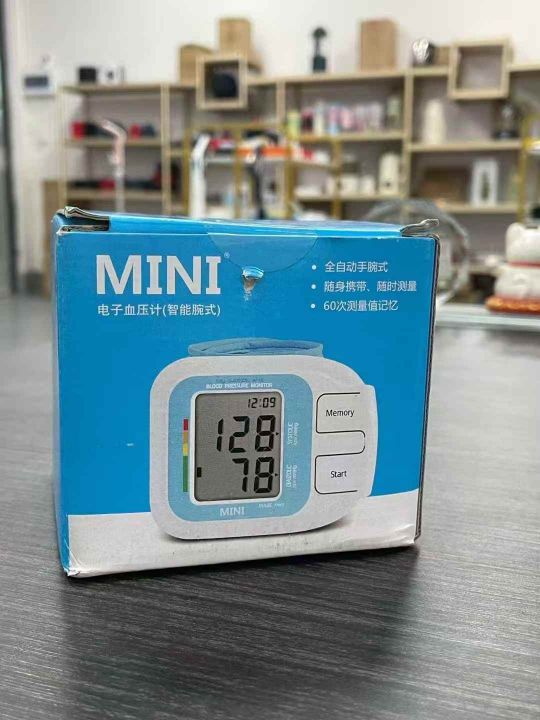 MINI®
电子血压计(智能腕式)
• 全自动手腕式
• 随身携带、随时测量
• 60次测量值记忆
BLOOD PRESSURE MONITOR
12:09
128
SYSTOLIC
78
DIASTOLIC
Memory
Start
MINI